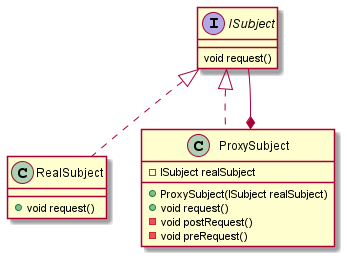 I ISubject
void request()
C RealSubject
void request()
C ProxySubject
ISubject realSubject
ProxySubject(ISubject realSubject)
void request()
void postRequest()
void preRequest()